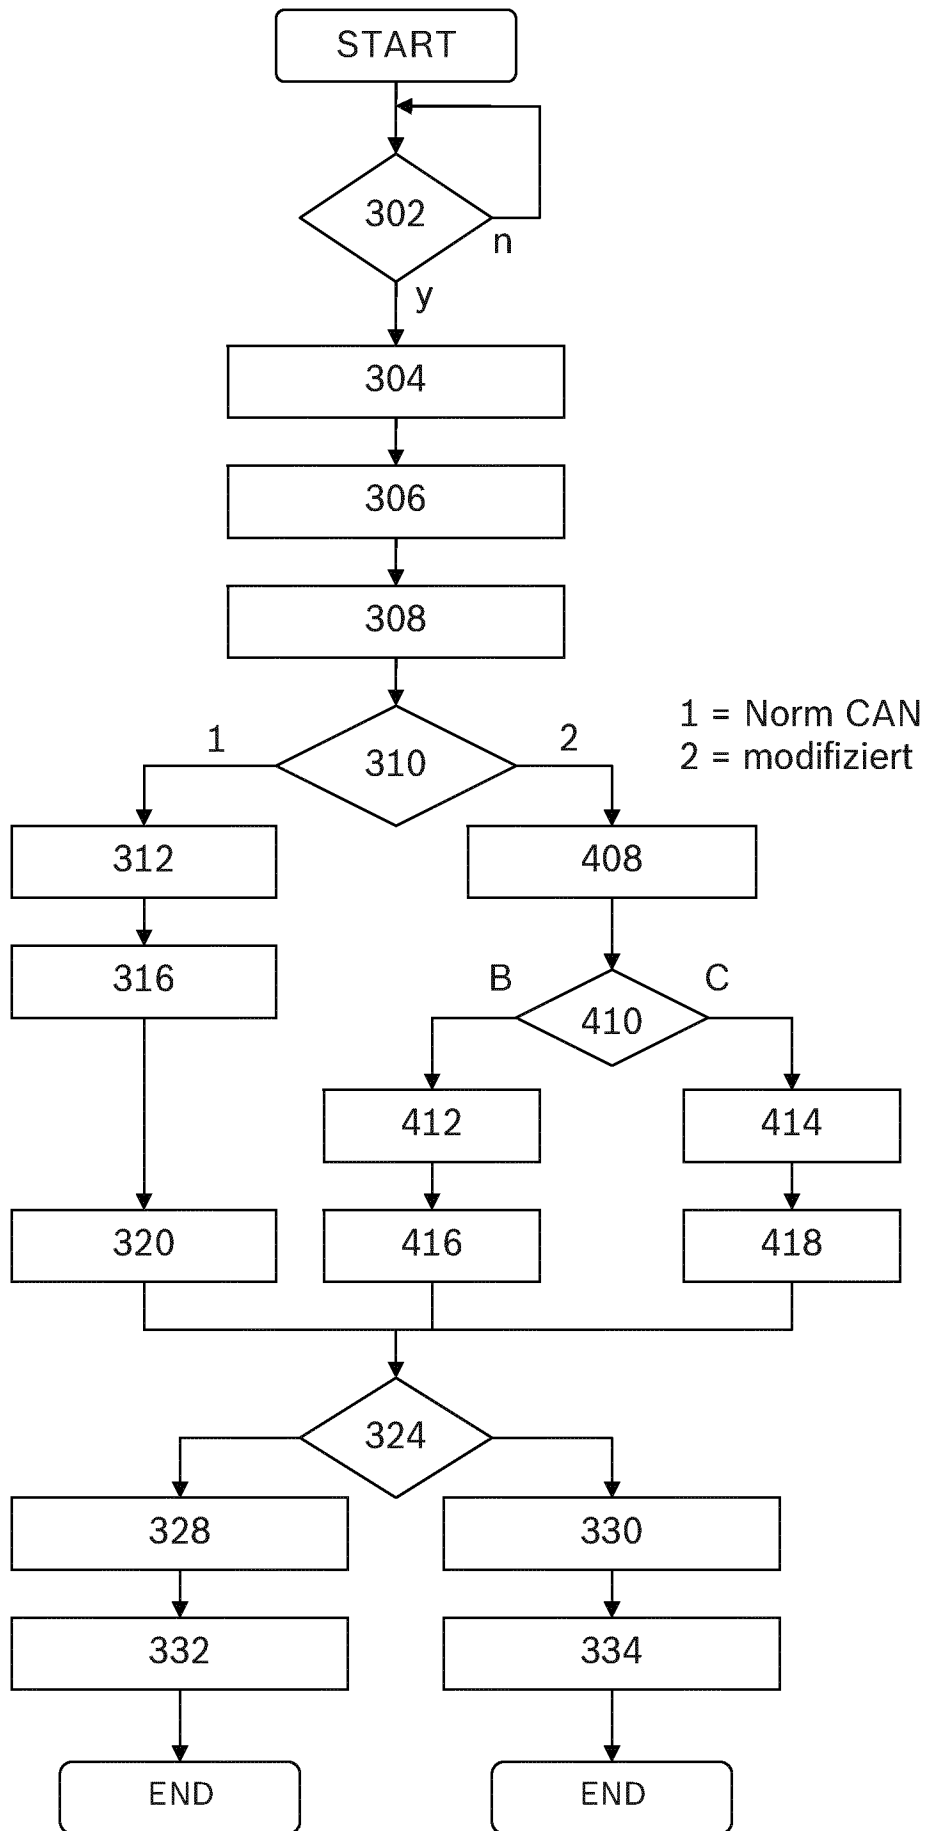 START
302
n
y
304
306
308
1 = Norm CAN
2 = modifiziert
1
310
2
312
408
316
B
410
C
412
414
320
416
418
324
328
330
332
334
END
END